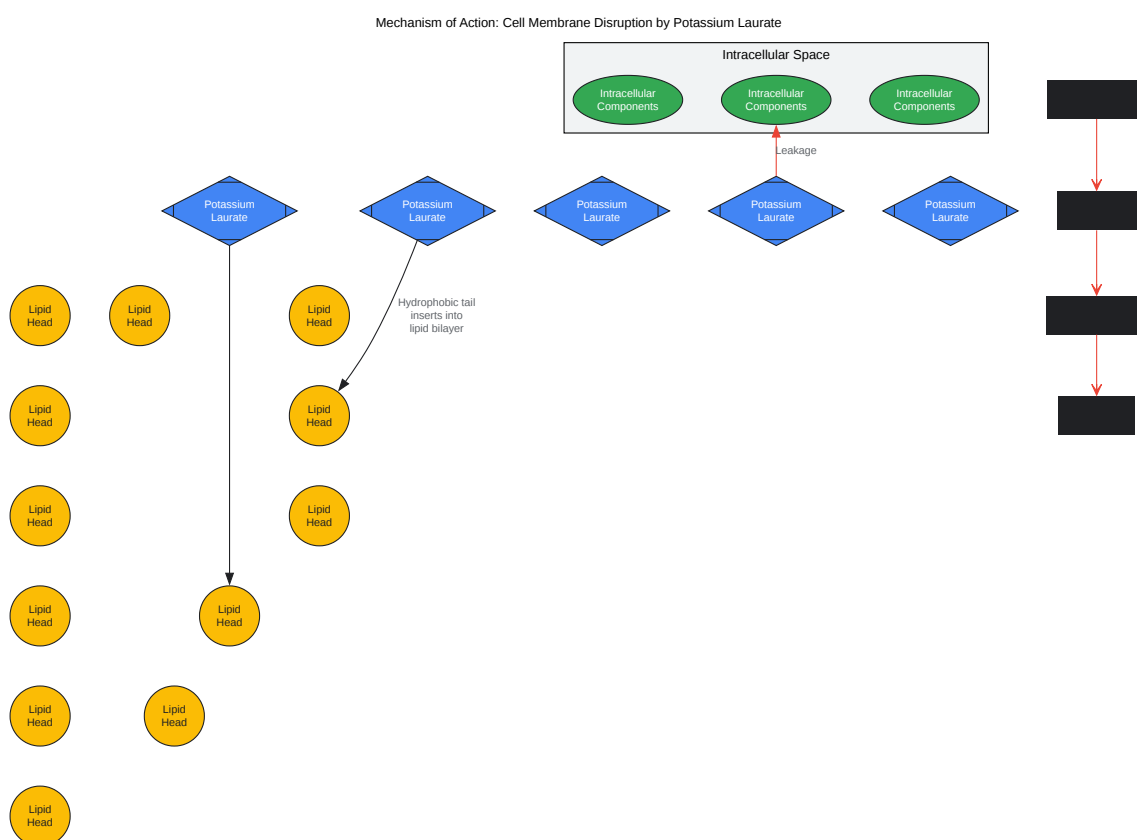 Mechanism of Action: Cell Membrane Disruption by Potassium Laurate
Intracellular Space
Intracellular
Components
Intracellular
Components
Intracellular
Components
Leakage
Potassium
Laurate
Potassium
Laurate
Potassium
Laurate
Potassium
Laurate
Potassium
Laurate
Hydrophobic tail
inserts into
lipid bilayer
Lipid
Head
Lipid
Head
Lipid
Head
Lipid
Head
Lipid
Head
Lipid
Head
Lipid
Head
Lipid
Head
Lipid
Head
Lipid
Head
Lipid
Head
Lipid
Head